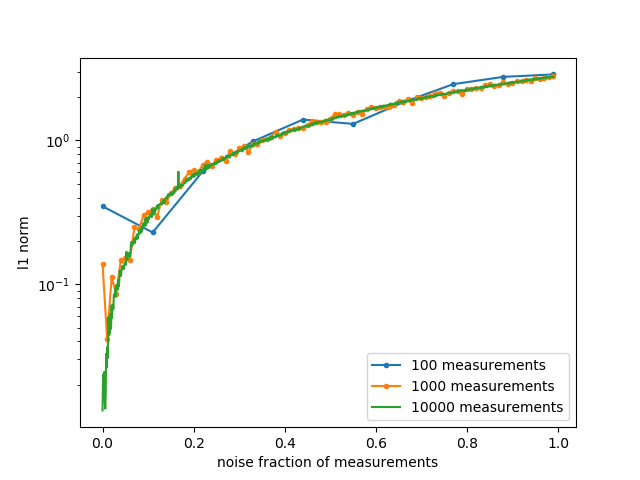 10⁰
10⁻¹
l1 norm
0.0 0.2 0.4 0.6 0.8 1.0
noise fraction of measurements
100 measurements
1000 measurements
10000 measurements